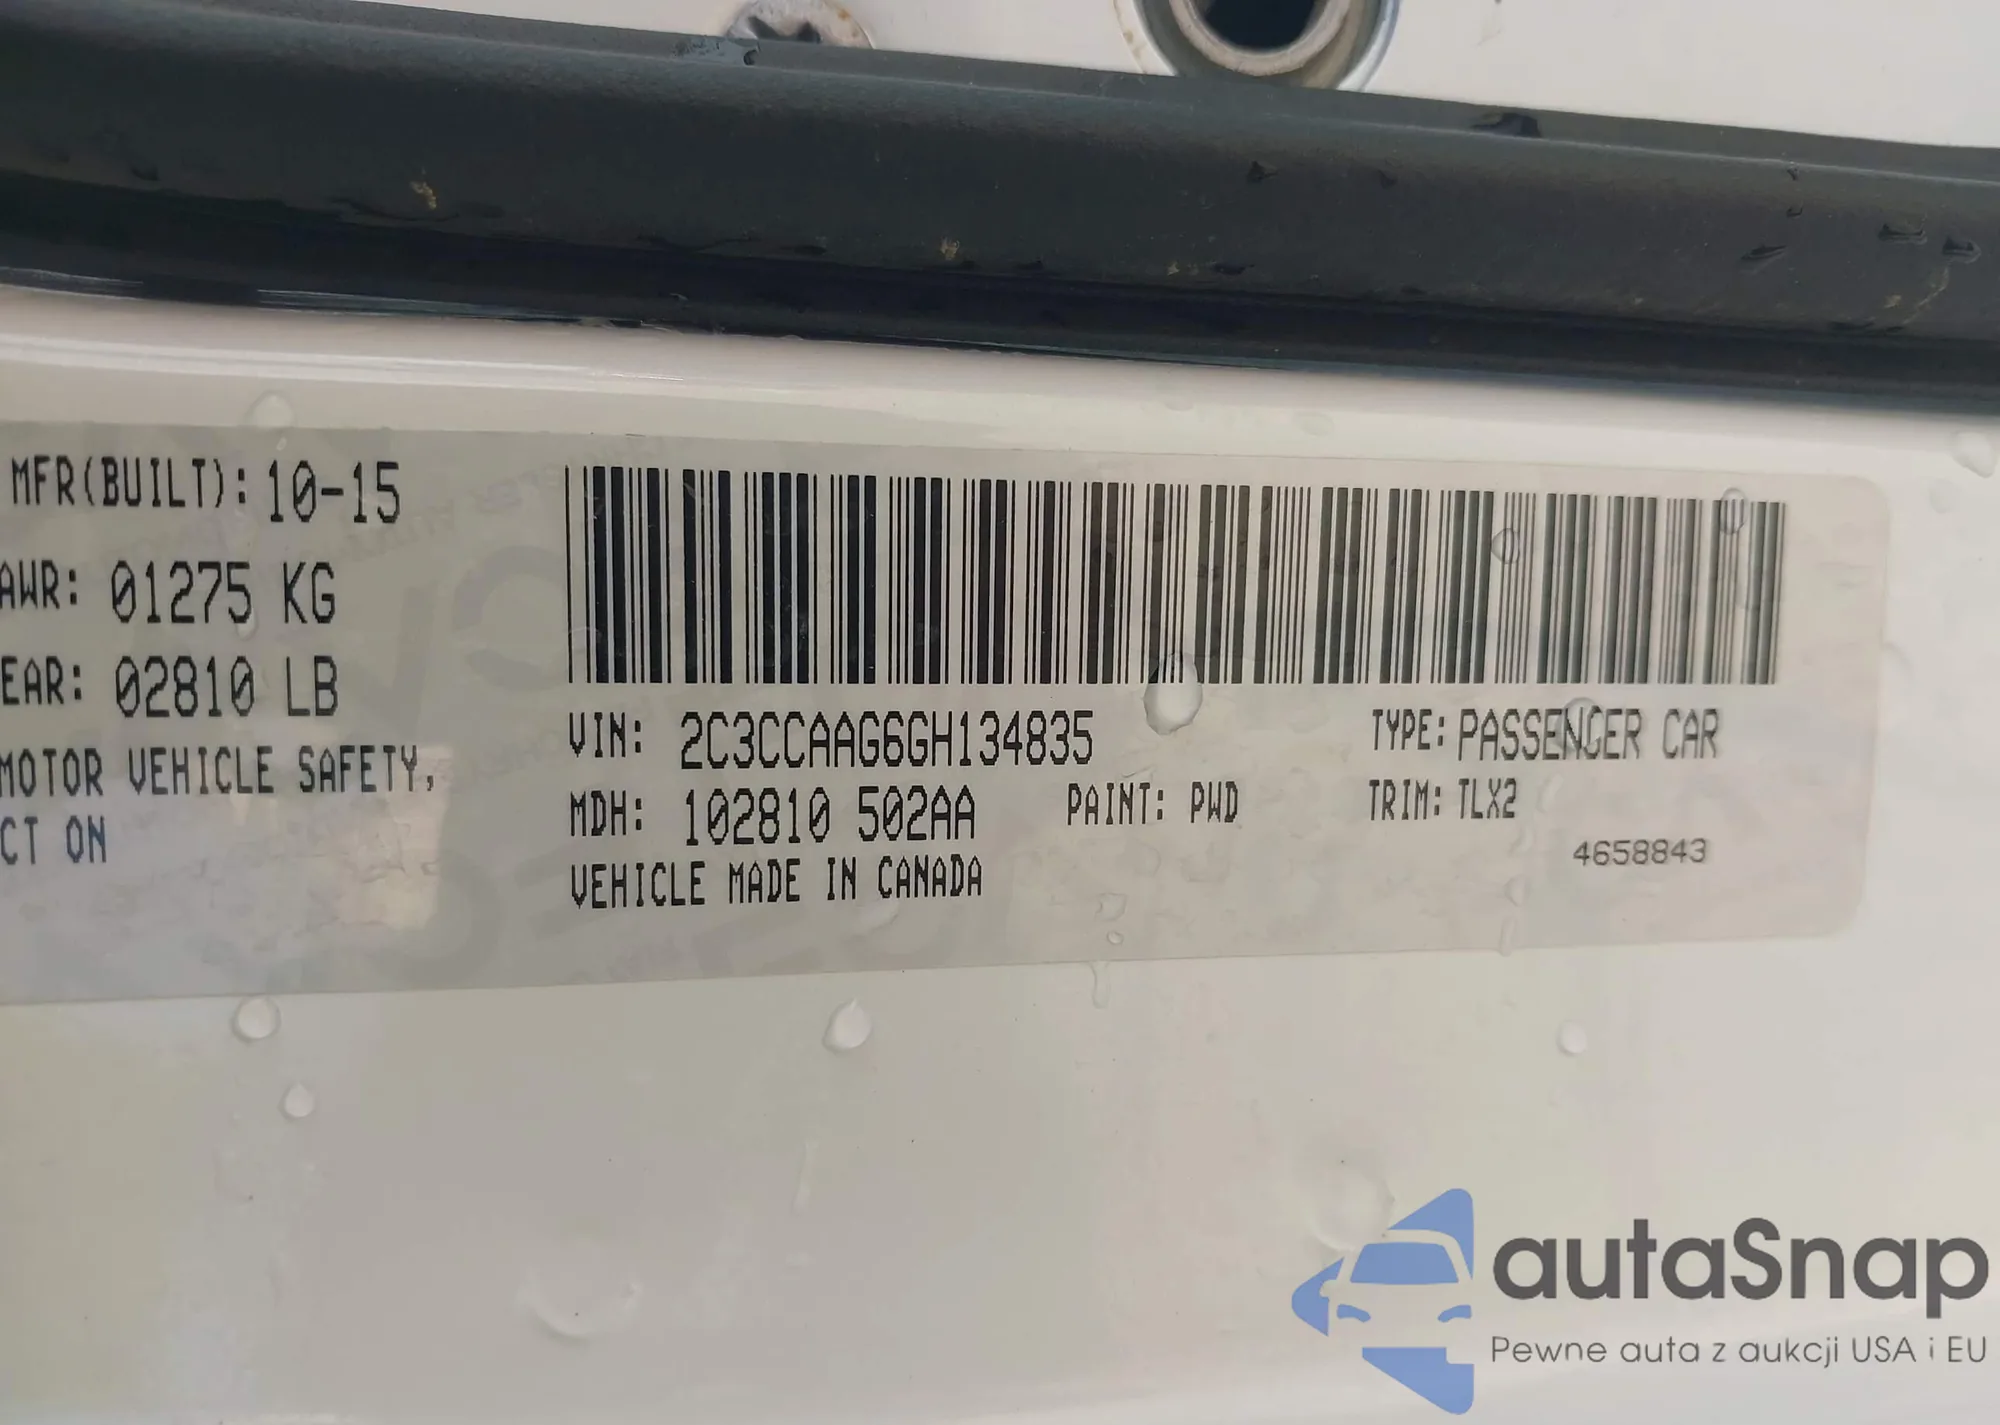 MFR(BUILT): 10-15
AWR: 01275 KG
EAR: 02810 LB
MOTOR VEHICLE SAFETY,
CT ON
VIN: 2C3CCAAG6GH134835
TYPE: PASSENGER CAR
MDH: 102810 502AA
PAINT: PWD
TRIM: TLX2
4658843
VEHICLE MADE IN CANADA
autaSnap
Pewne auta z aukcji USA i EU